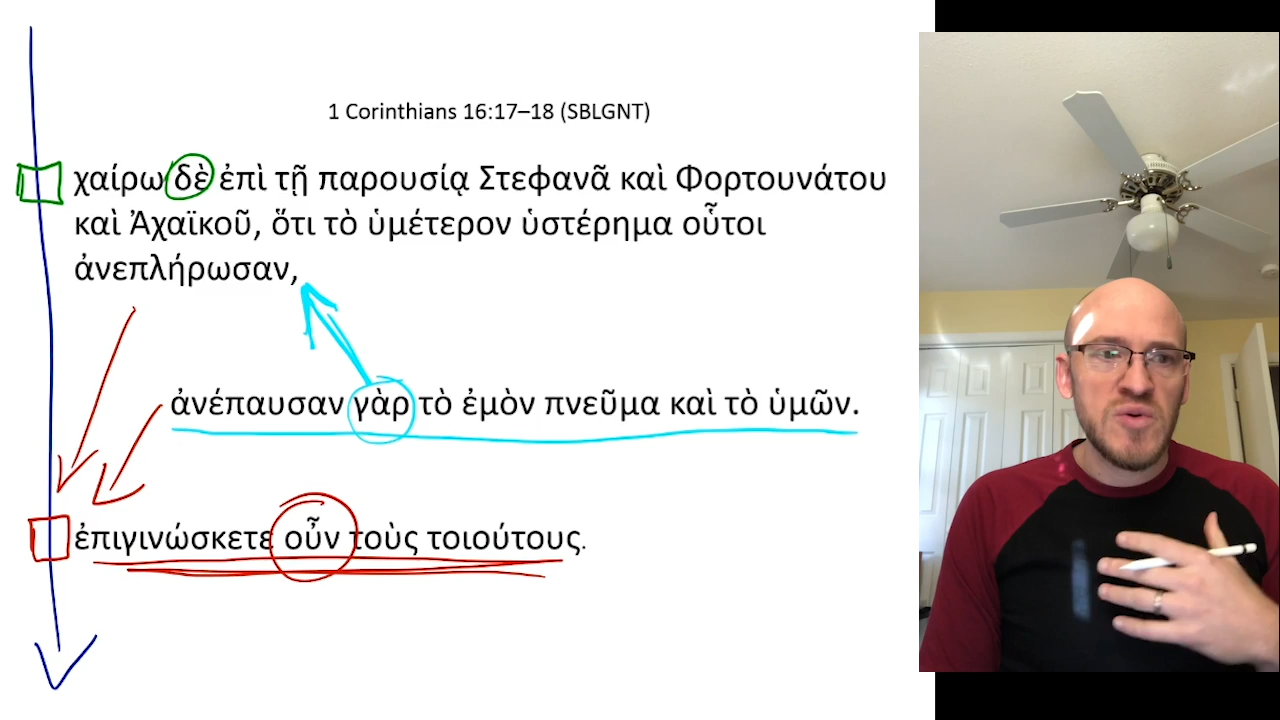 1 Corinthians 16:17–18 (SBLGNT)
χαίρω δὲ ἐπὶ τῇ παρουσίᾳ Στεφανᾶ καὶ Φορτουνάτου
καὶ Ἀχαϊκοῦ, ὅτι τὸ ὑμέτερον ὑστέρημα οὗτοι
ἀνεπλήρωσαν,
ἀνέπαυσαν γὰρ τὸ ἐμὸν πνεῦμα καὶ τὸ ὑμῶν.
ἐπιγινώσκετε οὖν τοὺς τοιούτους.